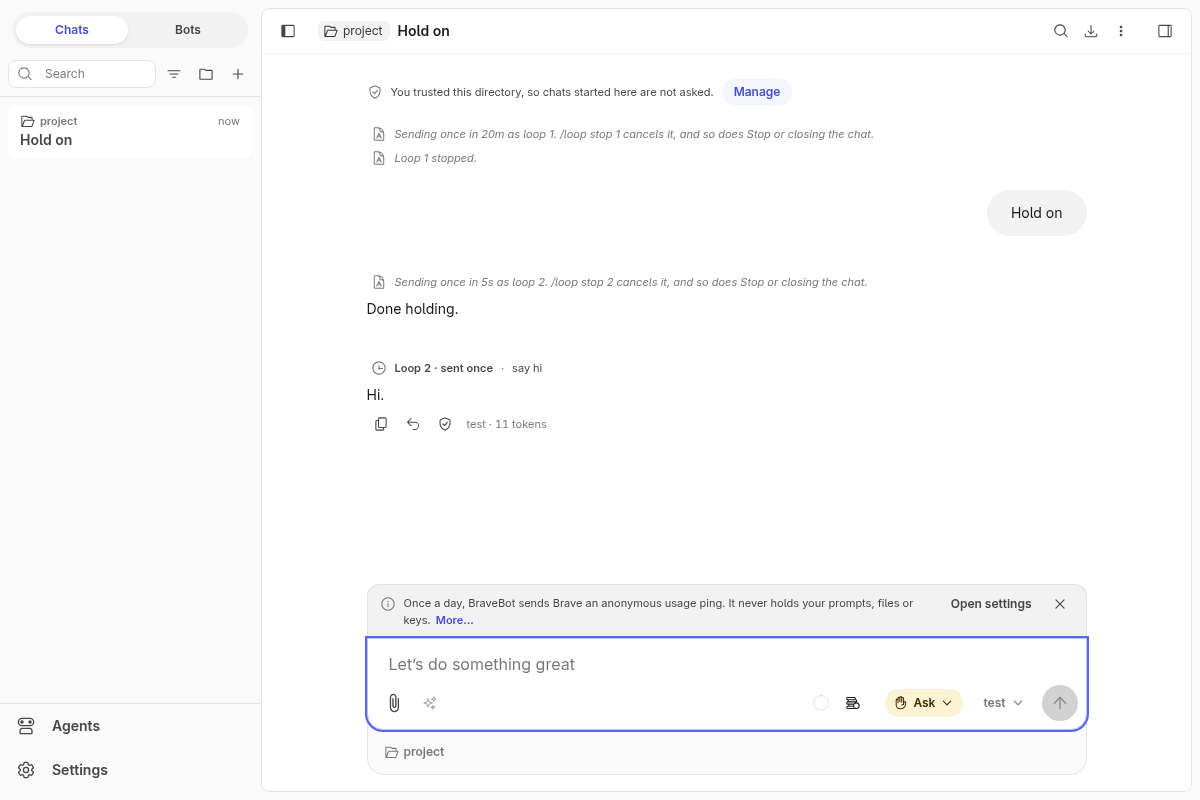 Chats
Bots
Search
project
now
Hold on
Agents
Settings
project
Hold on
You trusted this directory, so chats started here are not asked.
Manage
Sending once in 20m as loop 1. /loop stop 1 cancels it, and so does Stop or closing the chat.
Loop 1 stopped.
Hold on
Sending once in 5s as loop 2. /loop stop 2 cancels it, and so does Stop or closing the chat.
Done holding.
Loop 2 · sent once · say hi
Hi.
test · 11 tokens
Once a day, BraveBot sends Brave an anonymous usage ping. It never holds your prompts, files or
keys. More...
Open settings
Let's do something great
Ask
test
project